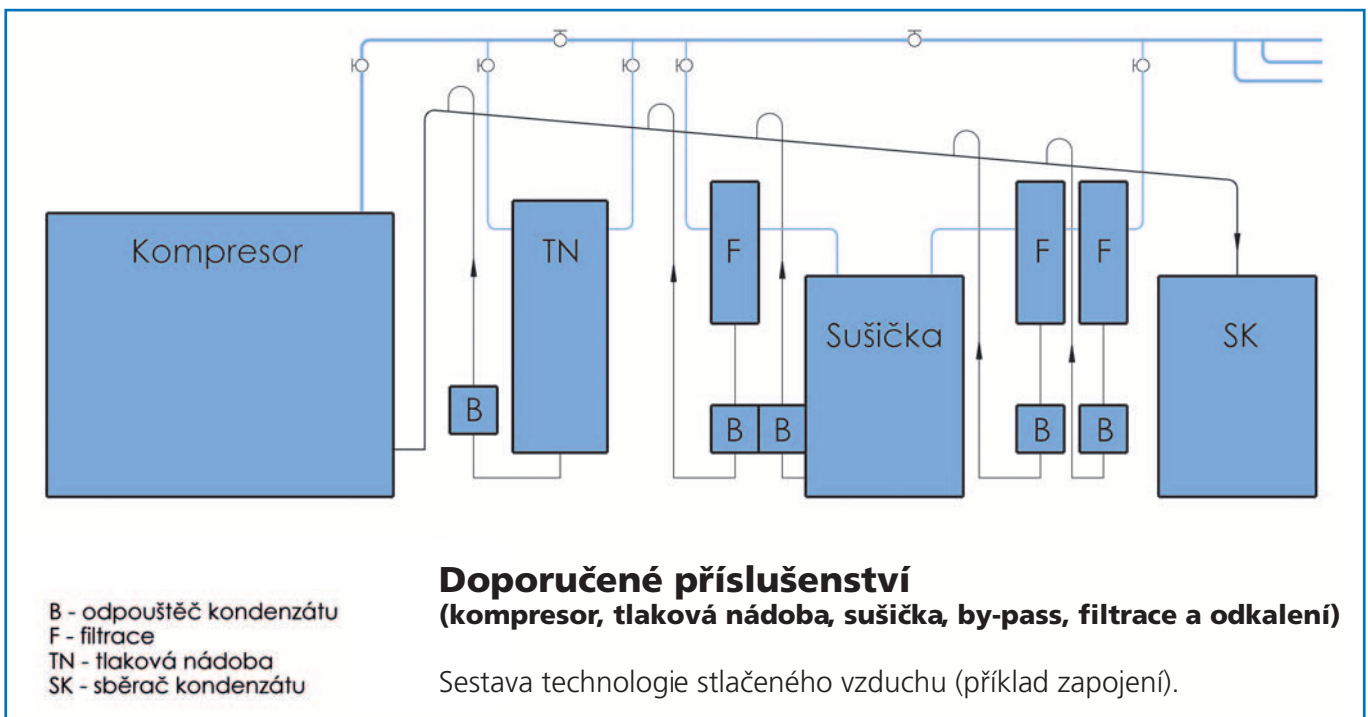 Kompresor
TN
F
F
F
Sušička
SK
B
B
B
B
B
B - odpouštěč kondenzátu
F - filtrace
TN - tlaková nádoba
SK - sběrač kondenzátu
Doporučené příslušenství
(kompresor, tlaková nádoba, sušička, by-pass, filtrace a odkalení)
Sestava technologie stlačeného vzduchu (příklad zapojení).